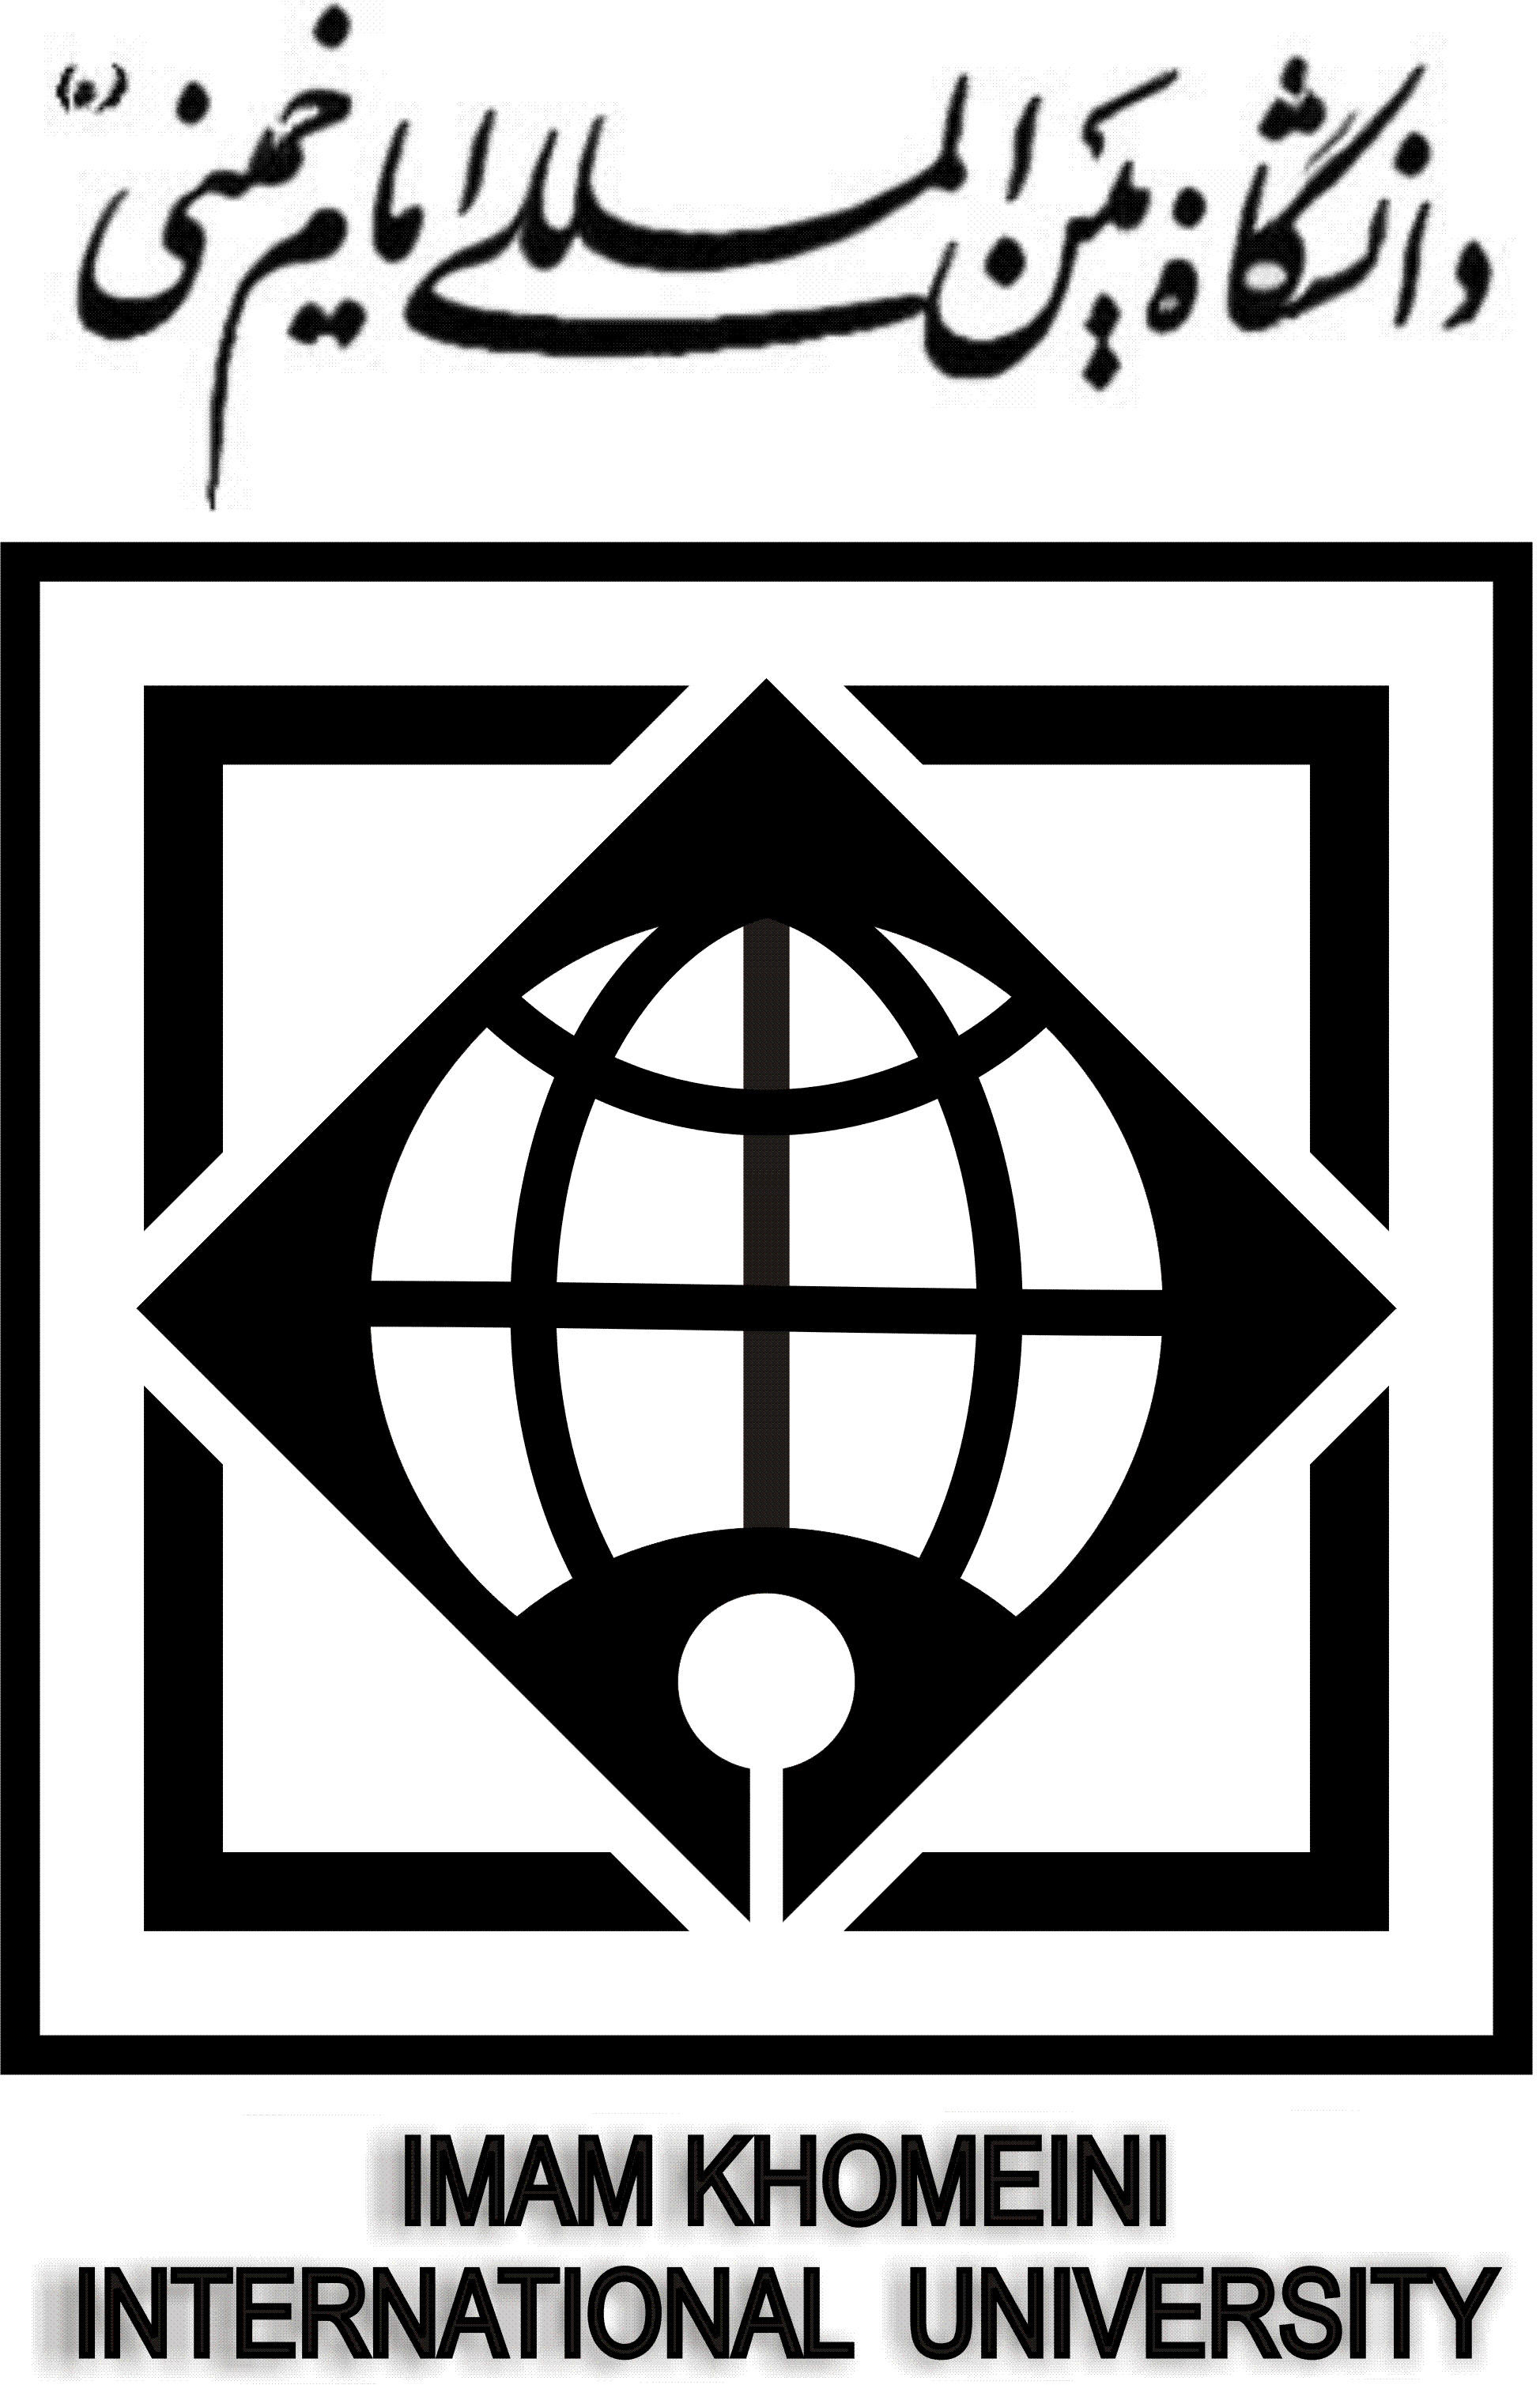 دانشگاه بین المللی امام خمینی (ره)
IMAM KHOMEINI
INTERNATIONAL UNIVERSITY